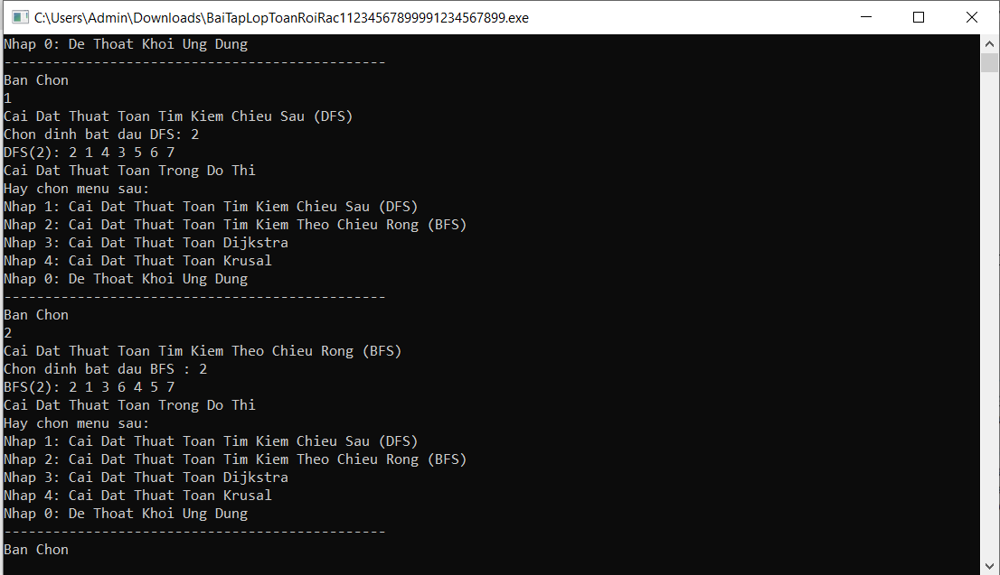 C:\Users\Admin\Downloads\BaiTapLopToanRoiRac11234567899991234567899.exe
Nhap 0: De Thoat Khoi Ung Dung
-----------------------------------------------
Ban Chon
1
Cai Dat Thuat Toan Tim Kiem Chieu Sau (DFS)
Chon dinh bat dau DFS: 2
DFS(2): 2 1 4 3 5 6 7
Cai Dat Thuat Toan Trong Do Thi
Hay chon menu sau:
Nhap 1: Cai Dat Thuat Toan Tim Kiem Chieu Sau (DFS)
Nhap 2: Cai Dat Thuat Toan Tim Kiem Theo Chieu Rong (BFS)
Nhap 3: Cai Dat Thuat Toan Dijkstra
Nhap 4: Cai Dat Thuat Toan Krusal
Nhap 0: De Thoat Khoi Ung Dung
-----------------------------------------------
Ban Chon
2
Cai Dat Thuat Toan Tim Kiem Theo Chieu Rong (BFS)
Chon dinh bat dau BFS : 2
BFS(2): 2 1 3 6 4 5 7
Cai Dat Thuat Toan Trong Do Thi
Hay chon menu sau:
Nhap 1: Cai Dat Thuat Toan Tim Kiem Chieu Sau (DFS)
Nhap 2: Cai Dat Thuat Toan Tim Kiem Theo Chieu Rong (BFS)
Nhap 3: Cai Dat Thuat Toan Dijkstra
Nhap 4: Cai Dat Thuat Toan Krusal
Nhap 0: De Thoat Khoi Ung Dung
-----------------------------------------------
Ban Chon